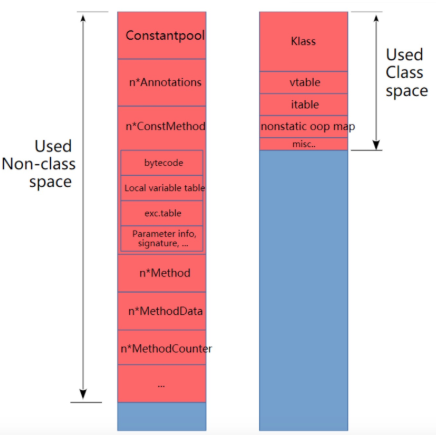 Used
Non-class
space
Constantpool
n*Annotations
n*ConstMethod
bytecode
Local variable table
exc.table
Parameter info,
signature, ...
n*Method
n*MethodData
n*MethodCounter
...
Klass
vtable
itable
nonstatic oop map
misc..
Used
Class
space